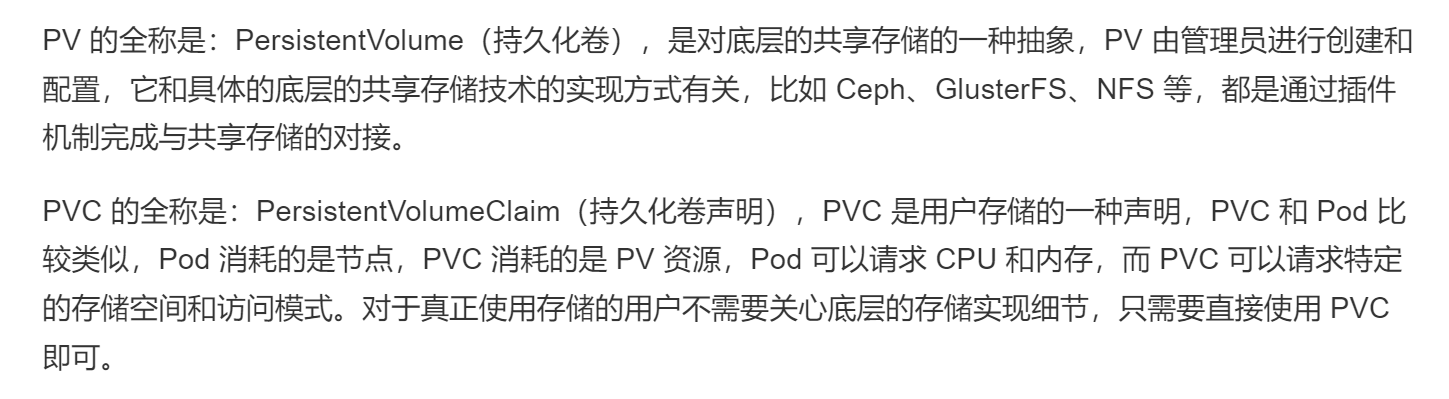 PV 的全称是：PersistentVolume（持久化卷），是对底层的共享存储的一种抽象，PV 由管理员进行创建和
配置，它和具体的底层的共享存储技术的实现方式有关，比如 Ceph、GlusterFS、NFS 等，都是通过插件
机制完成与共享存储的对接。
PVC 的全称是：PersistentVolumeClaim（持久化卷声明），PVC 是用户存储的一种声明，PVC 和 Pod 比
较类似，Pod 消耗的是节点，PVC 消耗的是 PV 资源，Pod 可以请求 CPU 和内存，而 PVC 可以请求特定
的存储空间和访问模式。对于真正使用存储的用户不需要关心底层的存储实现细节，只需要直接使用 PVC
即可。